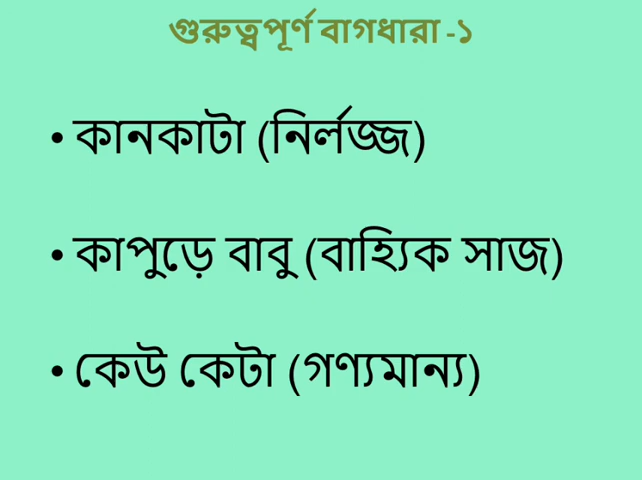 গুরুত্বপূর্ণ বাগধারা -১
• কানকাটা (নির্লজ্জ)
• কাপুড়ে বাবু (বাহ্যিক সাজ)
• কেউ কেটা (গণ্যমান্য)